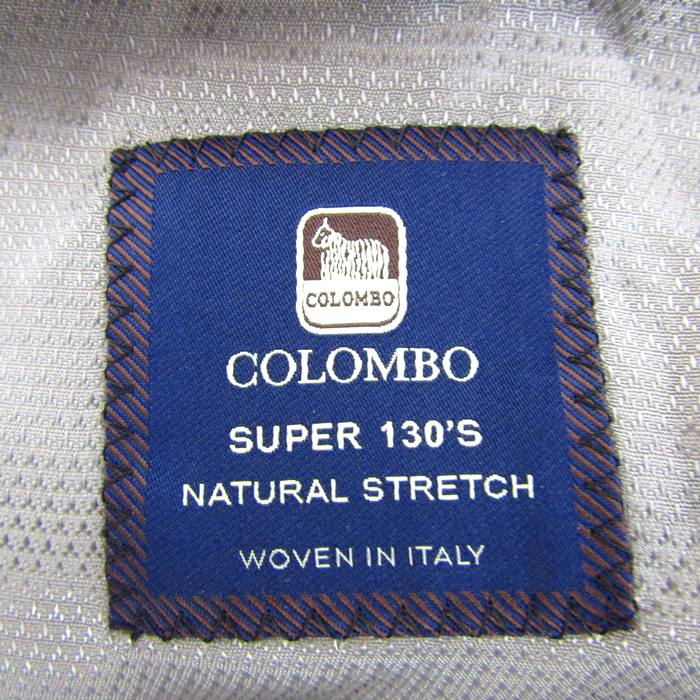 COLOMBO
COLOMBO
SUPER 130'S
NATURAL STRETCH
WOVEN IN ITALY